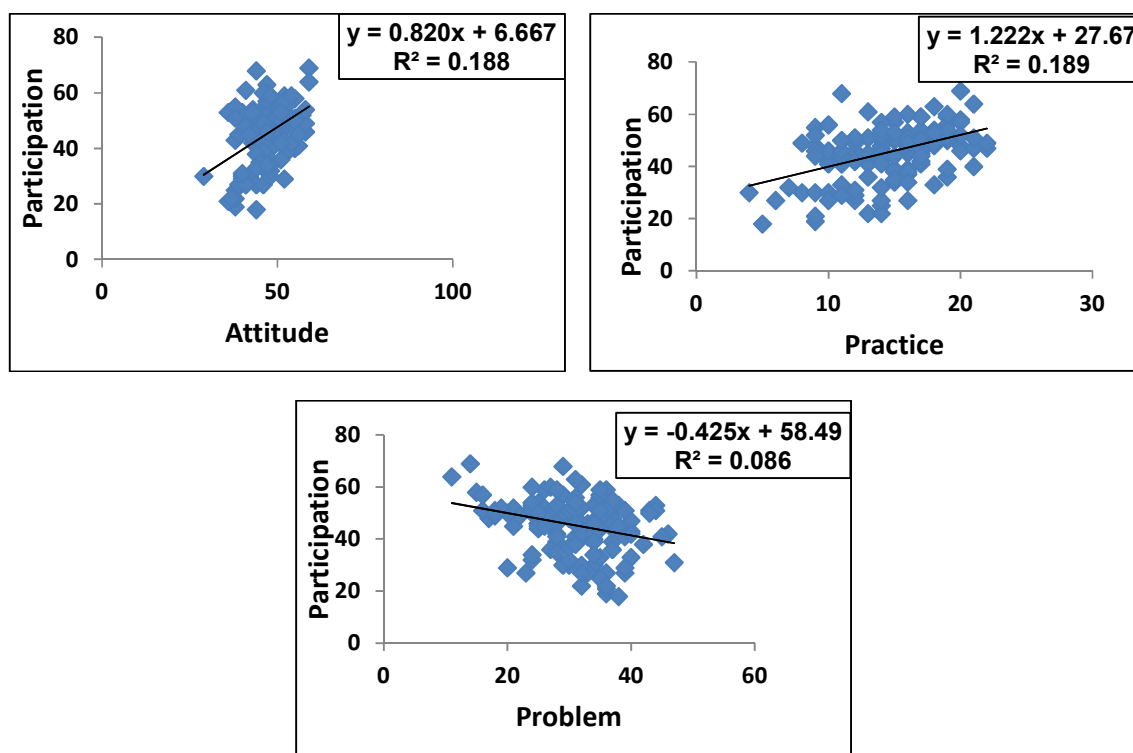 y = 0.820x + 6.667
R² = 0.188
80
60
40
20
0
Participation
0
50
100
Attitude
y = 1.222x + 27.67
R² = 0.189
80
60
40
20
0
Participation
0
10
20
30
Practice
y = -0.425x + 58.49
R² = 0.086
80
60
40
20
0
Participation
0
20
40
60
Problem